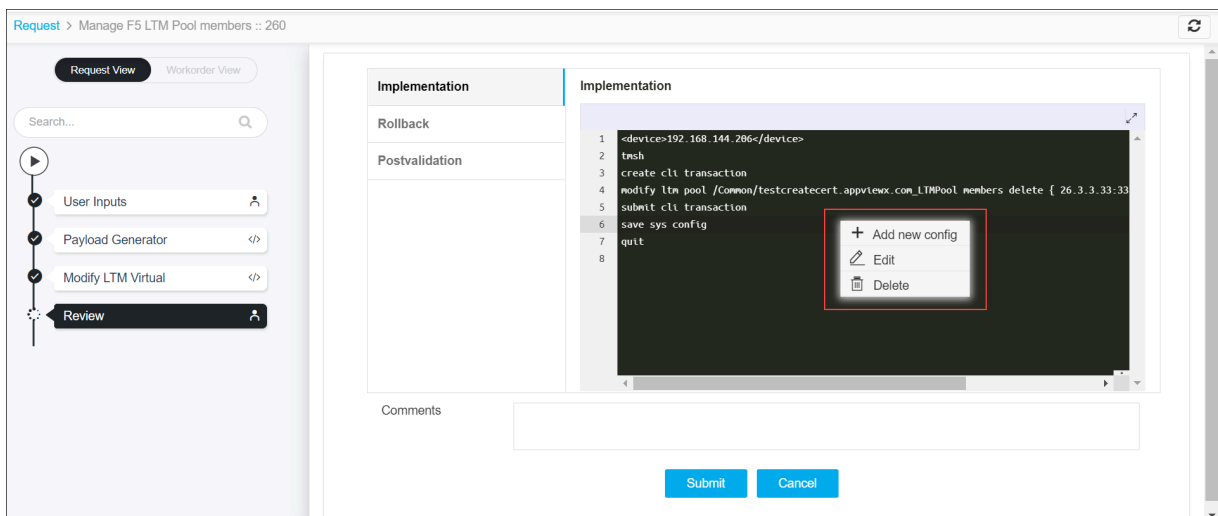 Request > Manage F5 LTM Pool members :: 260
Request View Workorder View
Search...
User Inputs
Payload Generator </>
Modify LTM Virtual </>
Review
Implementation
Rollback
Postvalidation
Implementation
1 <device>192.168.144.206</device>
2 tmsh
3 create cli transaction
4 modify ltm pool /Common/testcreatecert.appviewx.com_LTMPool members delete { 26.3.3.33:33
5 submit cli transaction
6 save sys config
7 quit
8
Add new config
Edit
Delete
Comments
Submit Cancel